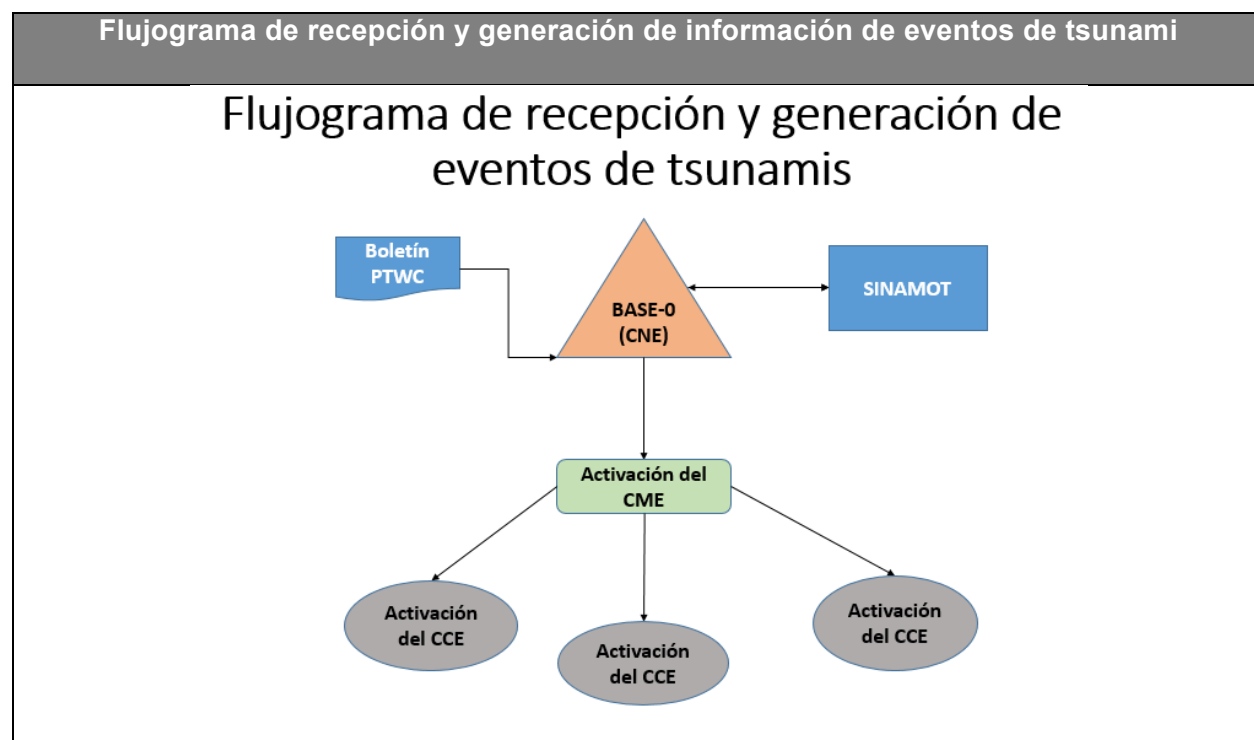 Flujograma de recepción y generación de información de eventos de tsunami
Flujograma de recepción y generación de
eventos de tsunamis
Boletín
PTWC
BASE-0
(CNE)
SINAMOT
Activación del
CME
Activación
del CCE
Activación
del CCE
Activación
del CCE